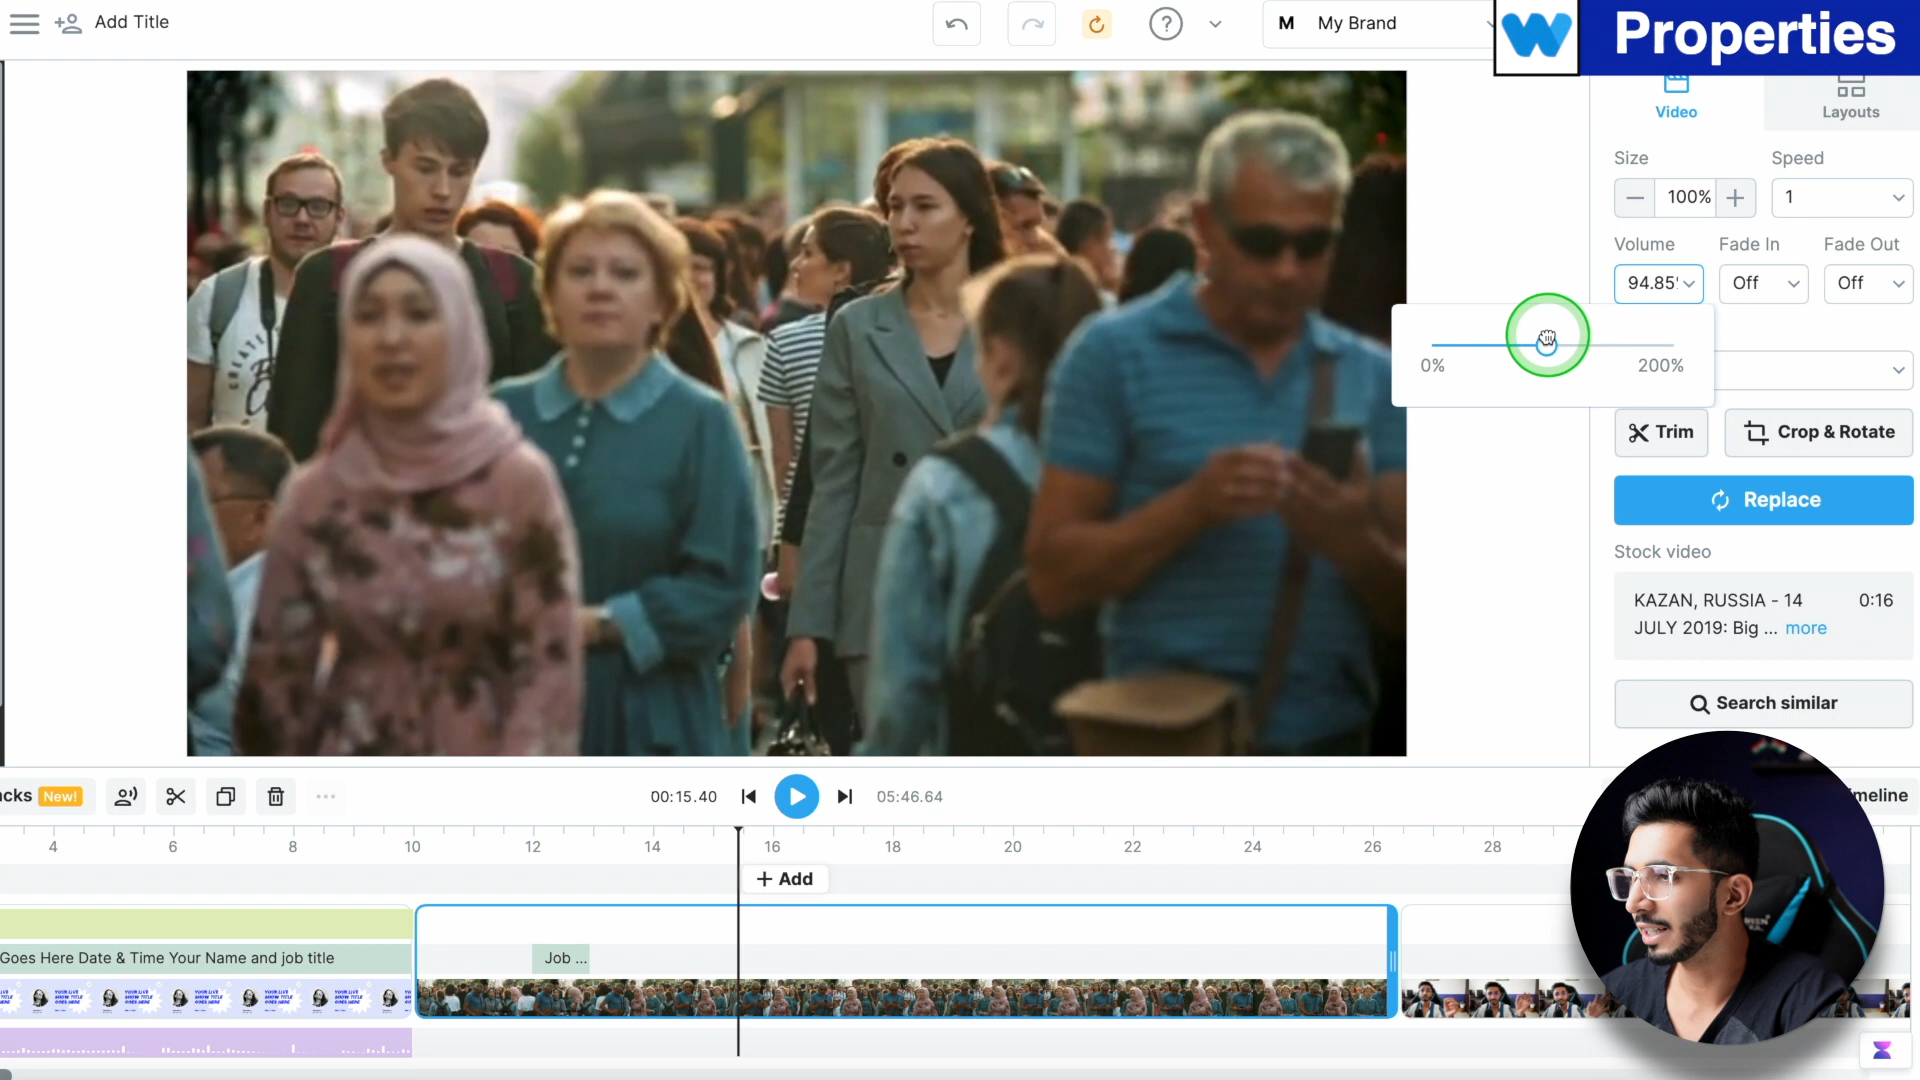 Add Title
?
M My Brand
W Properties
Video
Layouts
Size
Speed
100%
1
Volume
Fade In
Fade Out
94.85
Off
Off
0%
200%
Trim
Crop & Rotate
Replace
Stock video
KAZAN, RUSSIA - 14
0:16
JULY 2019: Big ... more
Search similar
CREATE
cks New!
00:15.40
05:46.64
meline
4 6 8 10 12 14 16 18 20 22 24 26 28
+ Add
Goes Here Date & Time Your Name and job title
Job ...